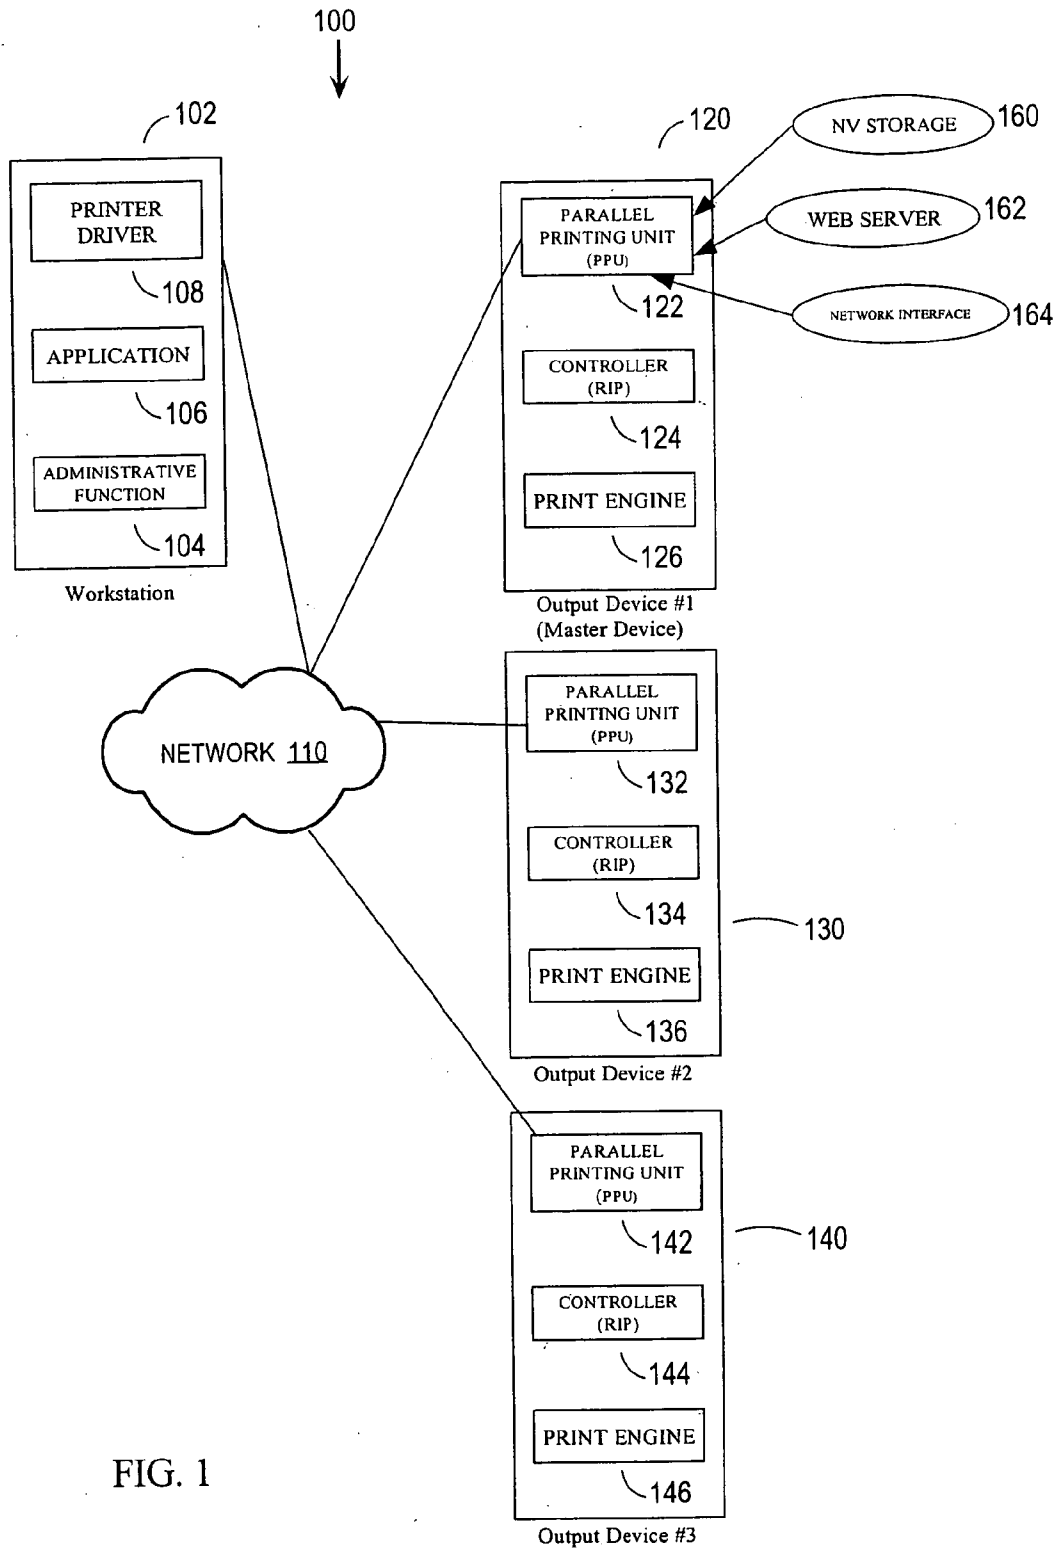 100
102
PRINTER
DRIVER
108
APPLICATION
106
ADMINISTRATIVE
FUNCTION
104
Workstation
120
PARALLEL
PRINTING UNIT
(PPU)
122
NV STORAGE
160
WEB SERVER
162
NETWORK INTERFACE
164
CONTROLLER
(RIP)
124
PRINT ENGINE
126
Output Device #1
(Master Device)
NETWORK 110
PARALLEL
PRINTING UNIT
(PPU)
132
CONTROLLER
(RIP)
134
130
PRINT ENGINE
136
Output Device #2
PARALLEL
PRINTING UNIT
(PPU)
142
140
CONTROLLER
(RIP)
144
PRINT ENGINE
146
Output Device #3
FIG. 1